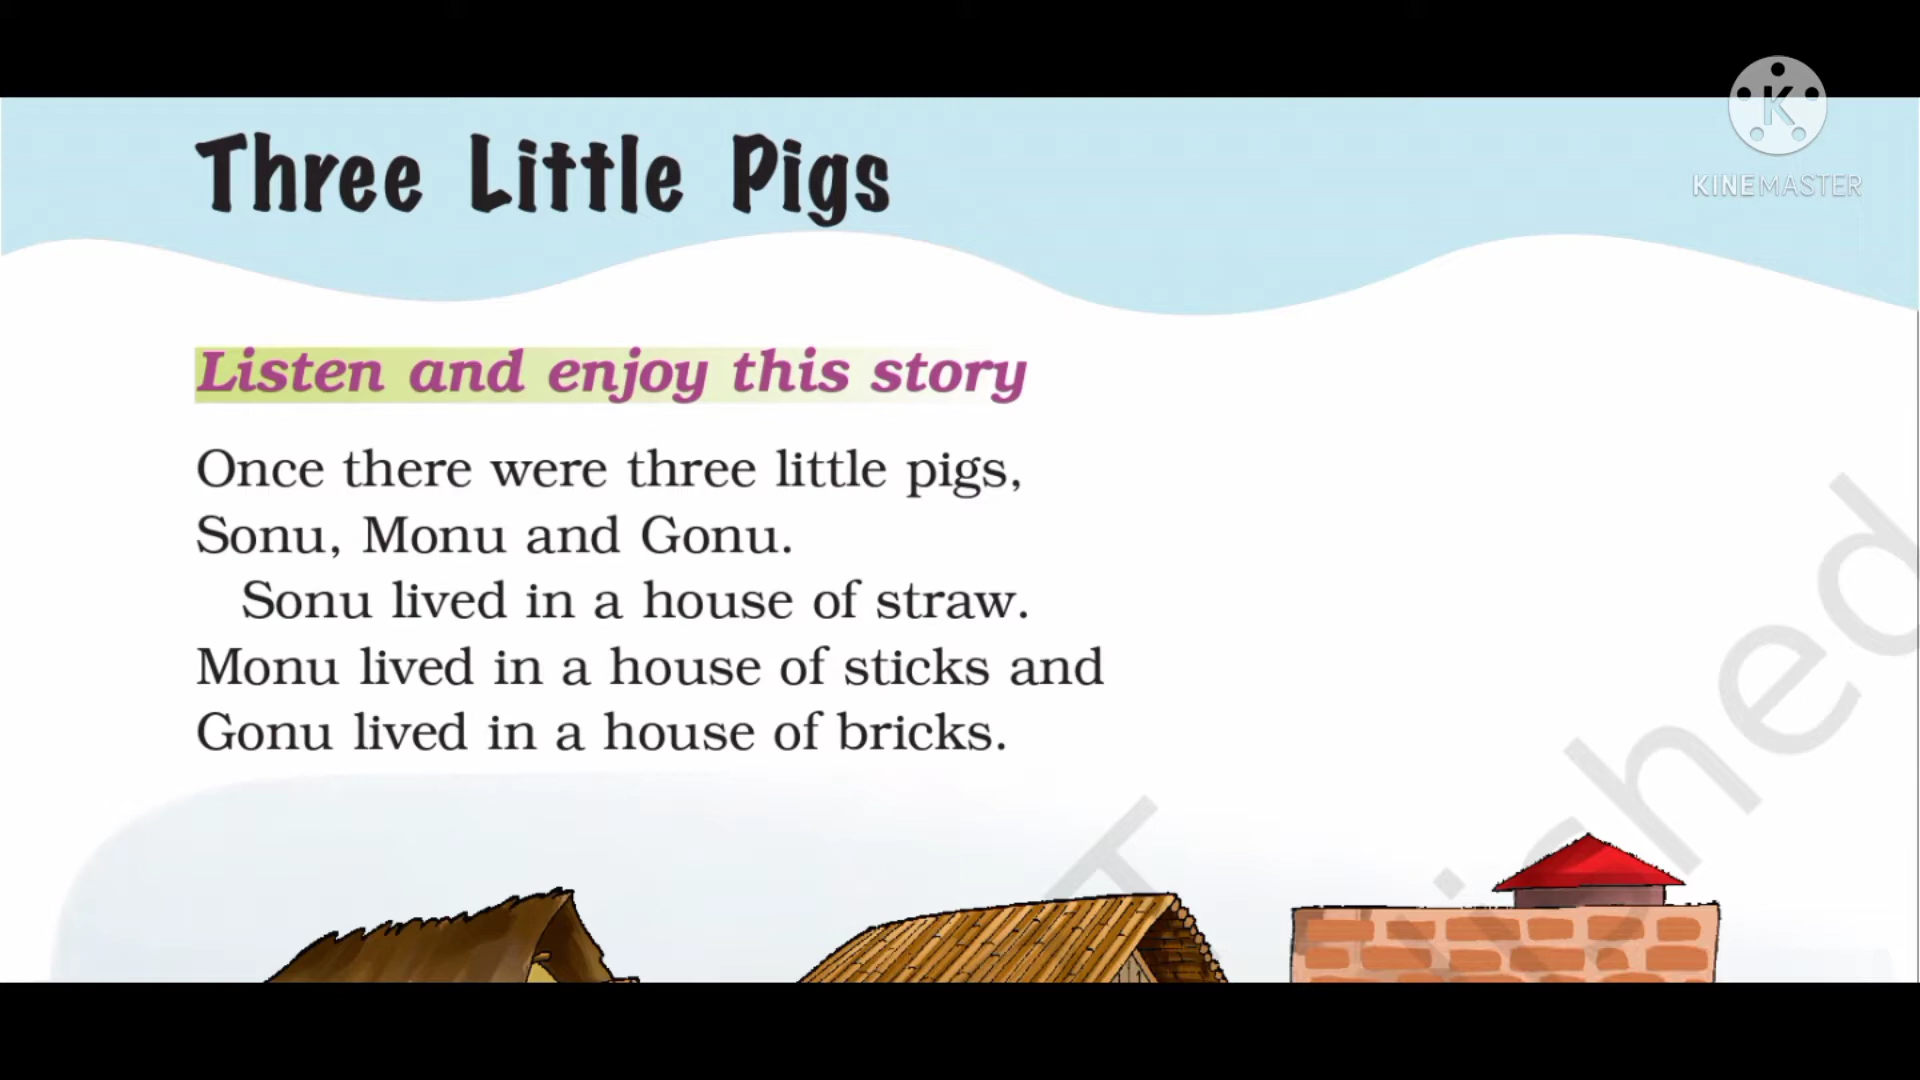 Three Little Pigs
KINEMASTER
Listen and enjoy this story
Once there were three little pigs,
Sonu, Monu and Gonu.
Sonu lived in a house of straw.
Monu lived in a house of sticks and
Gonu lived in a house of bricks.